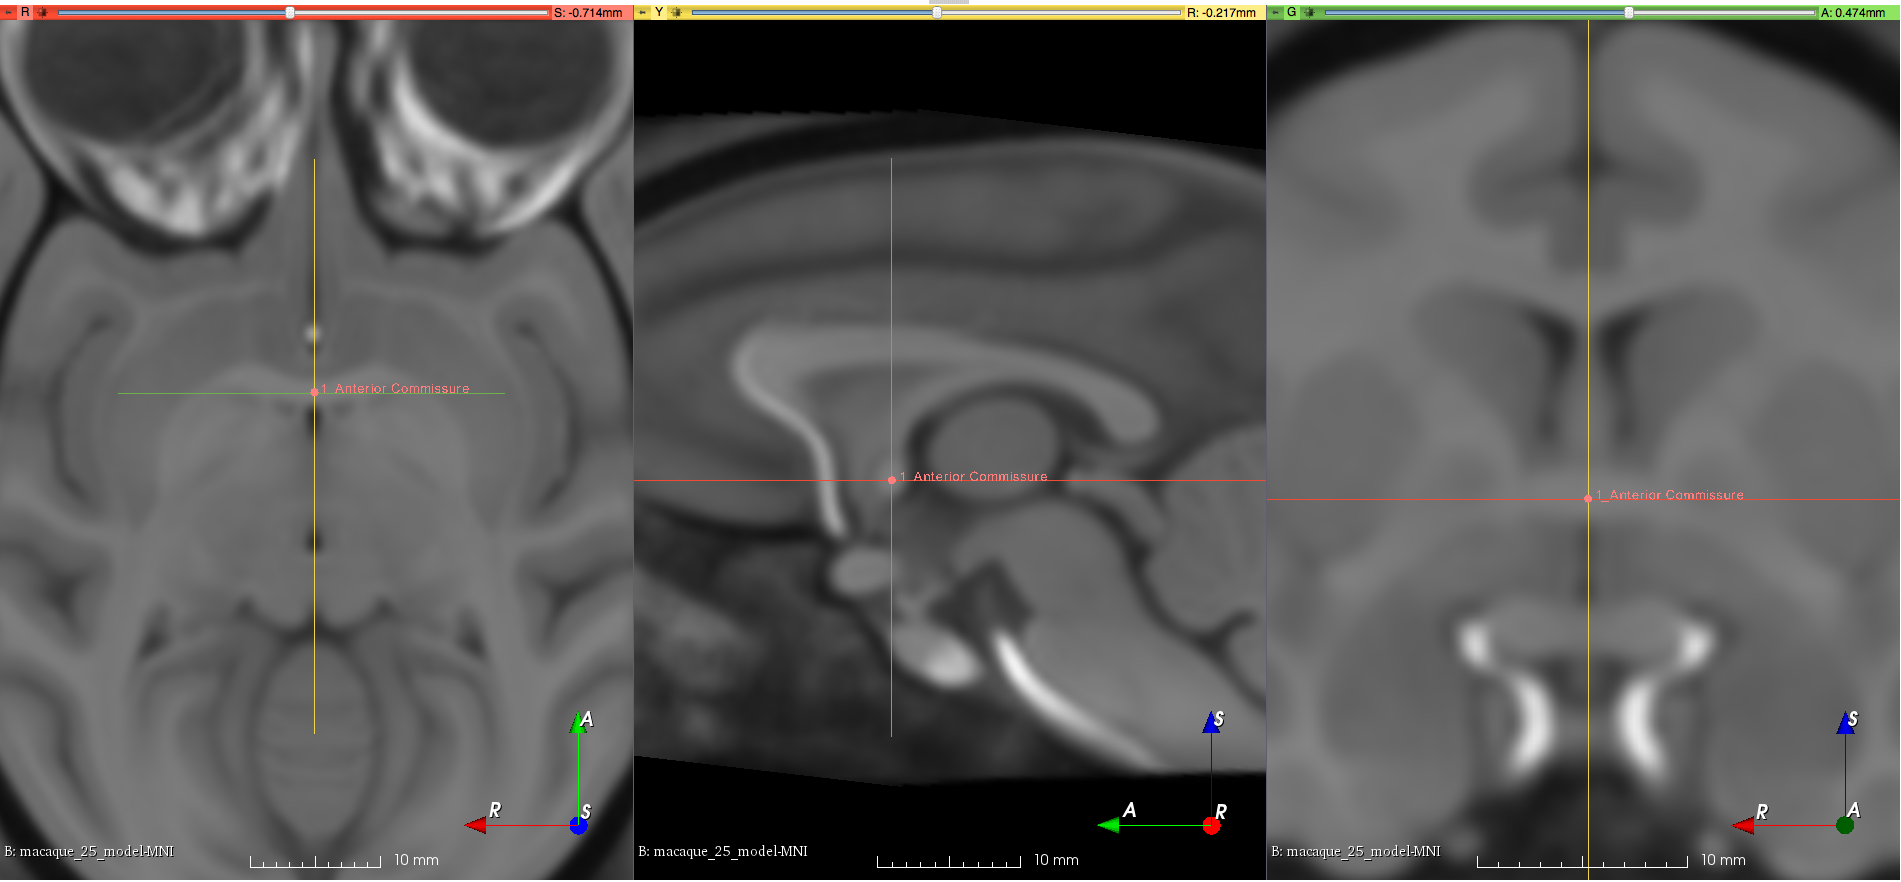 R S: -0.714mm
Y R: -0.217mm
G A: 0.474mm
1_Anterior Commissure
1_Anterior Commissure
1_Anterior Commissure
A
R
S
S
A
R
S
R
A
B: macaque_25_model-MNI
10 mm
B: macaque_25_model-MNI
10 mm
B: macaque_25_model-MNI
10 mm